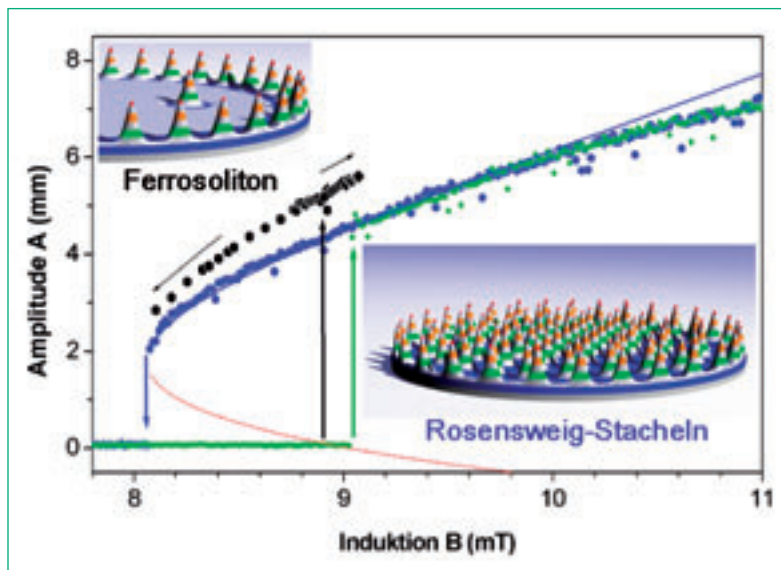 8
6
4
2
0
Amplitude A (mm)
Ferrosoliton
Rosensweig-Stacheln
8
9
10
11
Induktion B (mT)